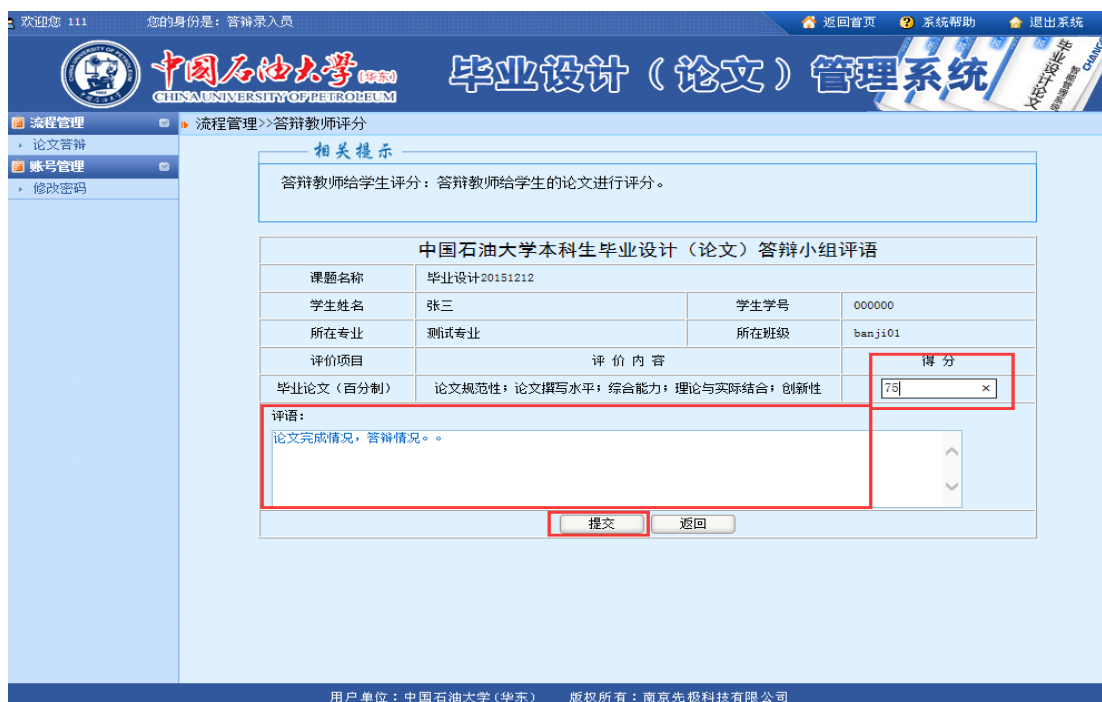 欢迎您 111 您的身份是：答辩录入员 返回首页 系统帮助 退出系统
中国石油大学(华东) 毕业设计（论文）管理系统
CHINA UNIVERSITY OF PETROLEUM
毕业设计论文
智能管理系统
流程管理
论文答辩
账号管理
修改密码
流程管理>>答辩教师评分
相关提示
答辩教师给学生评分：答辩教师给学生的论文进行评分。
中国石油大学本科生毕业设计（论文）答辩小组评语
课题名称 毕业设计20151212
学生姓名 张三 学生学号 000000
所在专业 测试专业 所在班级 banji01
评价项目 评 价 内 容 得 分
毕业论文（百分制） 论文规范性；论文撰写水平；综合能力；理论与实际结合；创新性 75 ×
评语：
论文完成情况，答辩情况。。
提交 返回
用户单位：中国石油大学(华东) 版权所有：南京先极科技有限公司